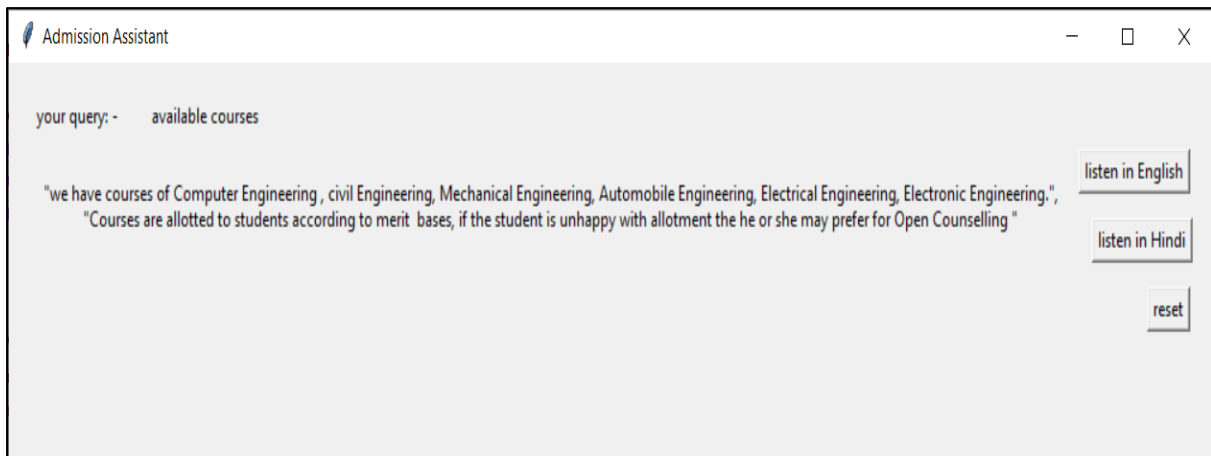 Admission Assistant
your query: - available courses
listen in English
"we have courses of Computer Engineering , civil Engineering, Mechanical Engineering, Automobile Engineering, Electrical Engineering, Electronic Engineering.",
"Courses are allotted to students according to merit  bases, if the student is unhappy with allotment the he or she may prefer for Open Counselling "
listen in Hindi
reset